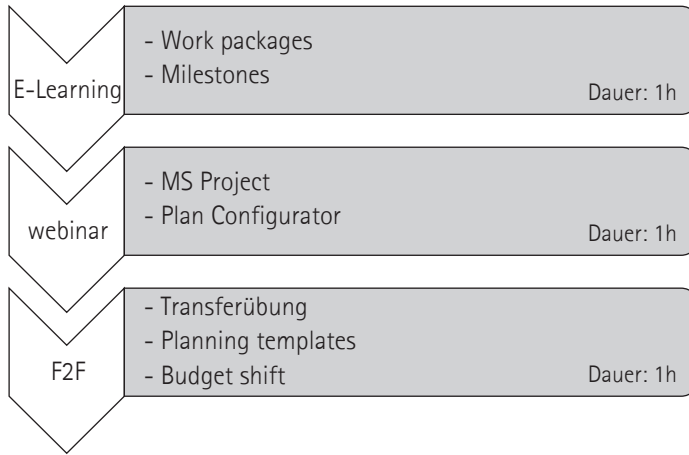 E-Learning
- Work packages
- Milestones
Dauer: 1h
webinar
- MS Project
- Plan Configurator
Dauer: 1h
F2F
- Transferübung
- Planning templates
- Budget shift
Dauer: 1h